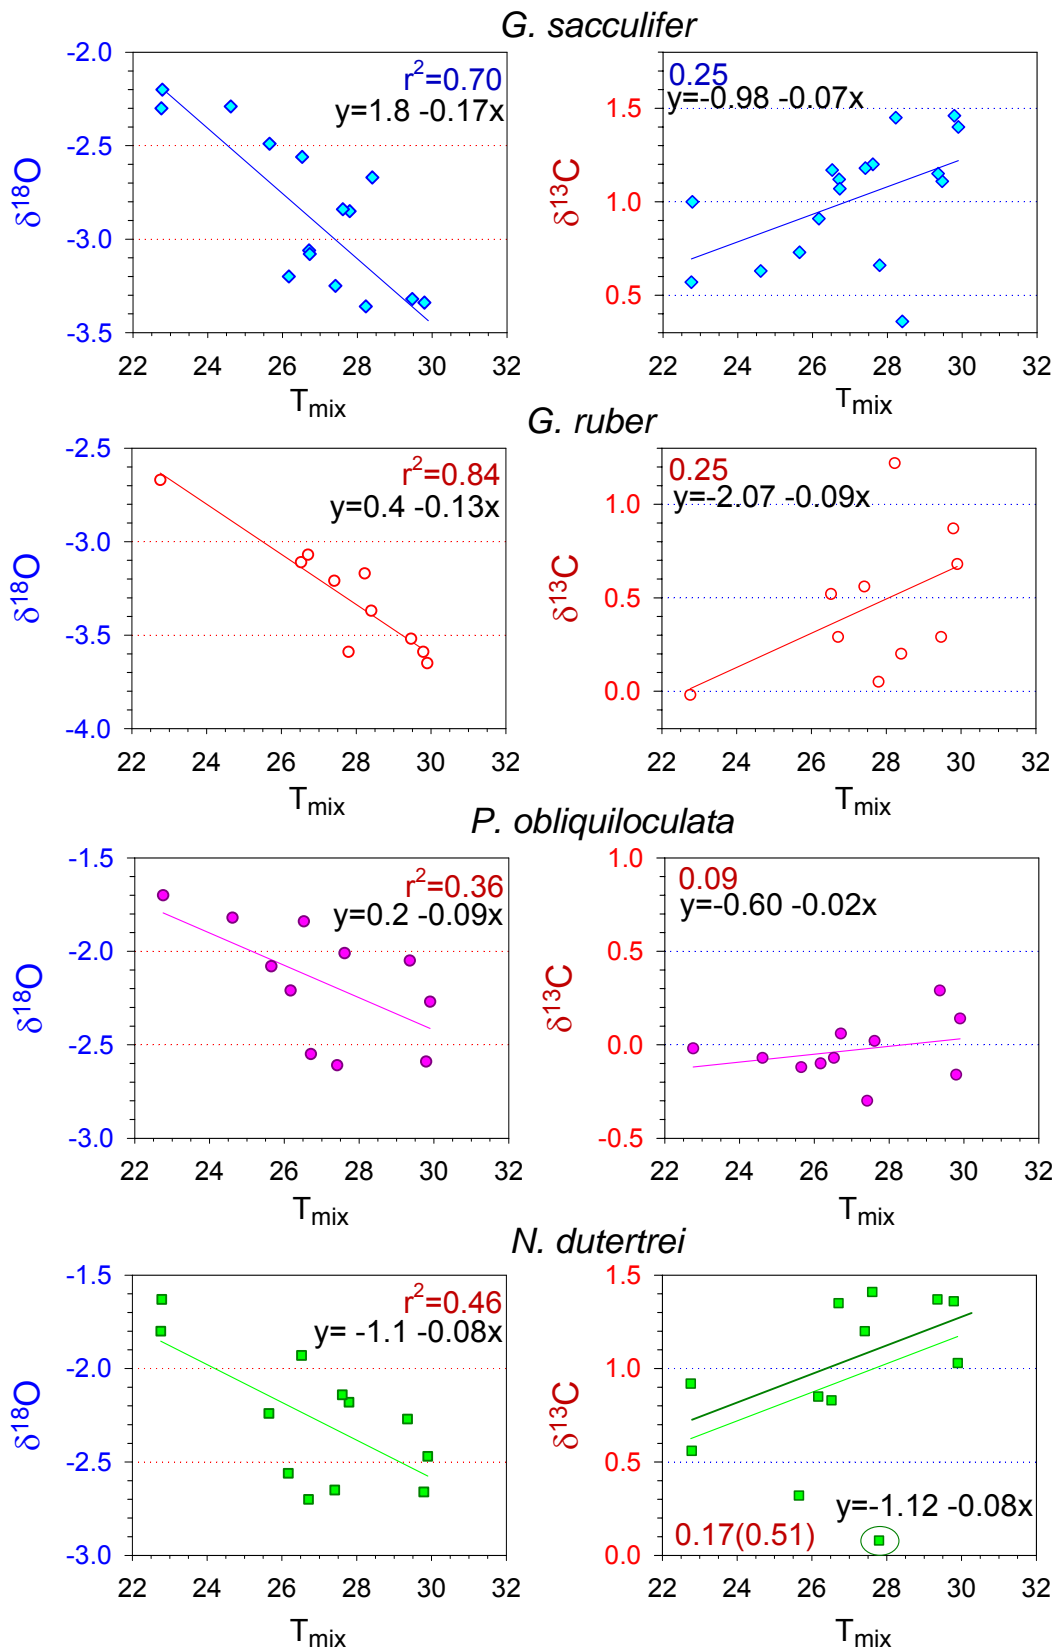 G. sacculifer
r²=0.70
y=1.8 -0.17x
δ¹⁸O
-2.0
-2.5
-3.0
-3.5
22 24 26 28 30 32
Tmix
0.25
y=-0.98 -0.07x
δ¹³C
1.5
1.0
0.5
22 24 26 28 30 32
Tmix
G. ruber
r²=0.84
y=0.4 -0.13x
δ¹⁸O
-2.5
-3.0
-3.5
-4.0
22 24 26 28 30 32
Tmix
0.25
y=-2.07 -0.09x
δ¹³C
1.0
0.5
0.0
22 24 26 28 30 32
Tmix
P. obliquiloculata
r²=0.36
y=0.2 -0.09x
δ¹⁸O
-1.5
-2.0
-2.5
-3.0
22 24 26 28 30 32
Tmix
0.09
y=-0.60 -0.02x
δ¹³C
1.0
0.5
0.0
-0.5
22 24 26 28 30 32
Tmix
N. dutertrei
r²=0.46
y= -1.1 -0.08x
δ¹⁸O
-1.5
-2.0
-2.5
-3.0
22 24 26 28 30 32
Tmix
δ¹³C
1.5
1.0
0.5
0.0
y=-1.12 -0.08x
0.17(0.51)
22 24 26 28 30 32
Tmix